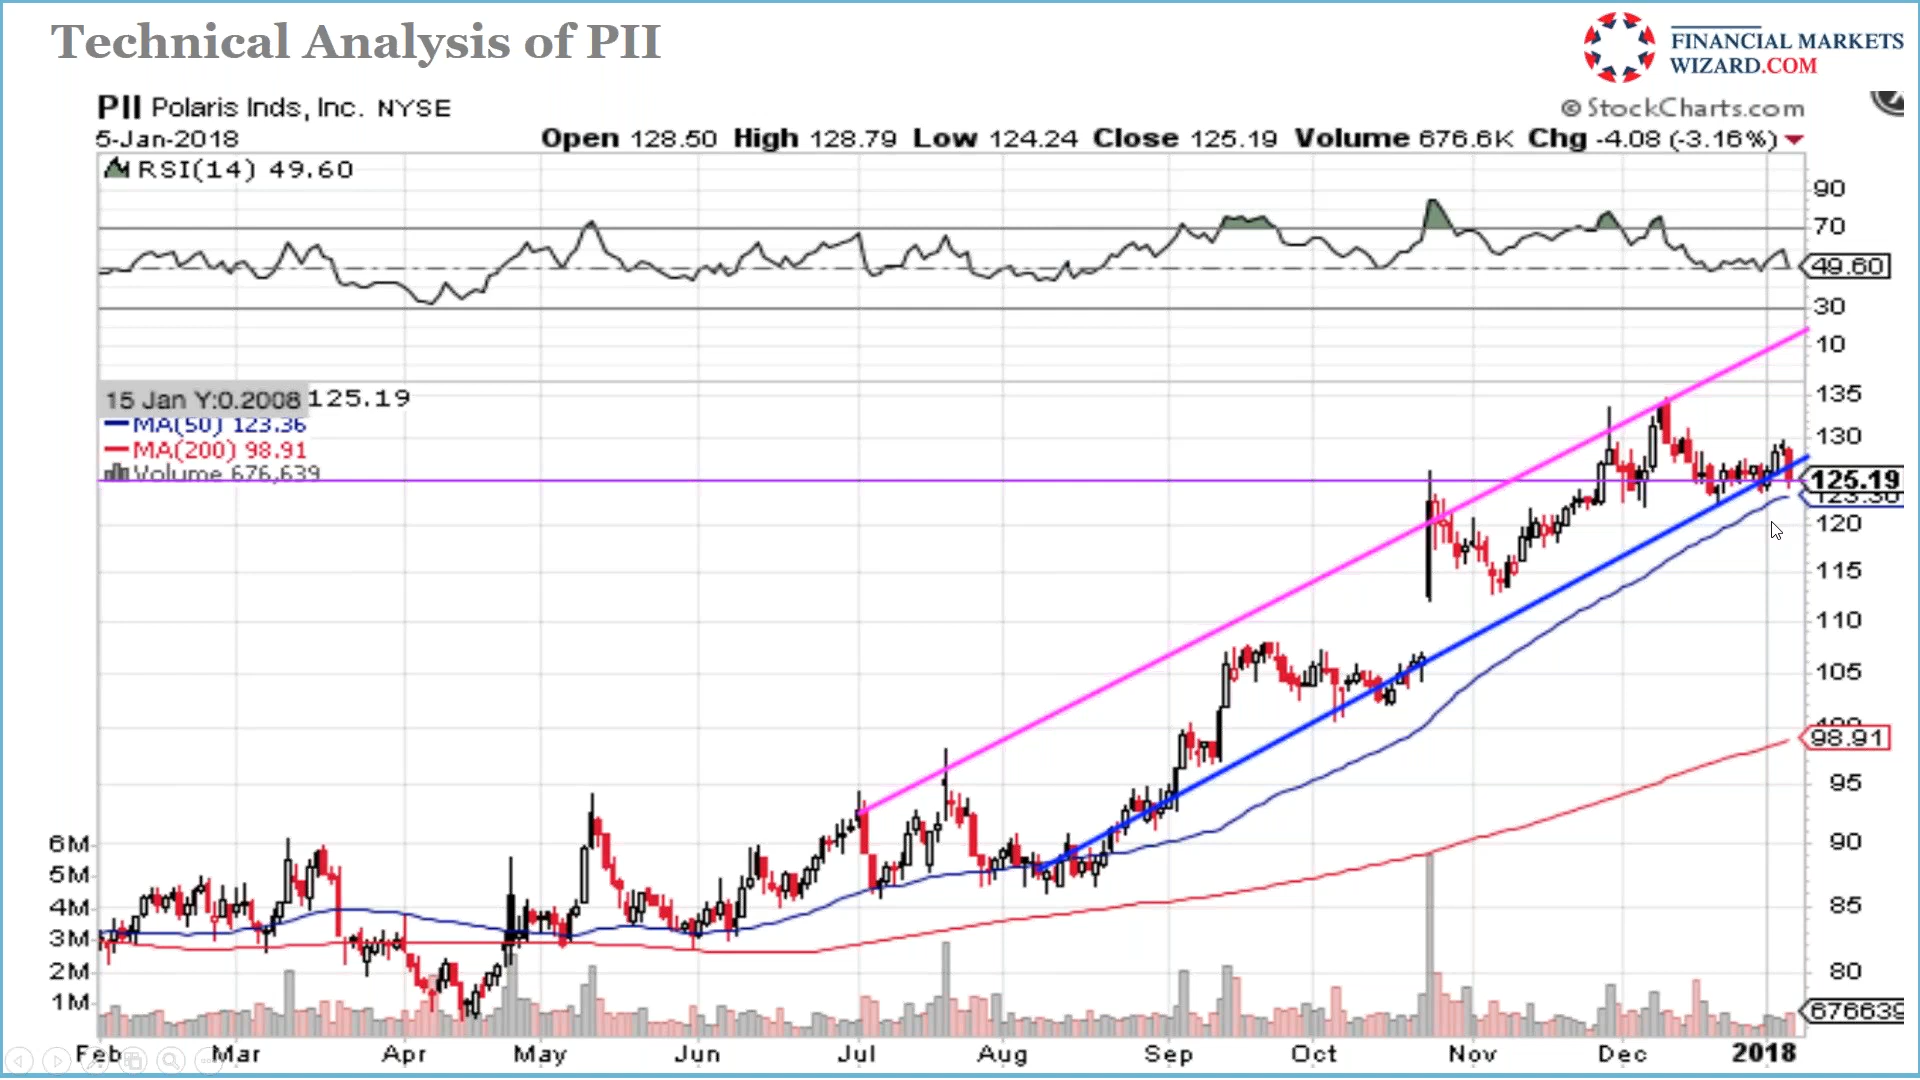 Technical Analysis of PII
FINANCIAL MARKETS
WIZARD.COM
PII Polaris Inds, Inc. NYSE
© StockCharts.com
5-Jan-2018
Open 128.50 High 128.79 Low 124.24 Close 125.19 Volume 676.6K Chg -4.08 (-3.16%)
RSI(14) 49.60
90
70
49.60
30
10
15 Jan Y:0.2008 125.19
MA(50) 123.36
MA(200) 98.91
Volume 676,639
135
130
125.19
120
115
110
105
100
98.91
95
90
85
80
6M
5M
4M
3M
2M
1M
676639
Feb Mar Apr May Jun Jul Aug Sep Oct Nov Dec 2018